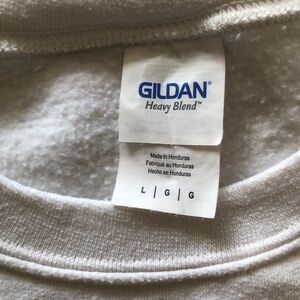 GILDAN®
Heavy Blend™
Made in Honduras
Fabriqué au Honduras
Hecho en Honduras
L | G | G